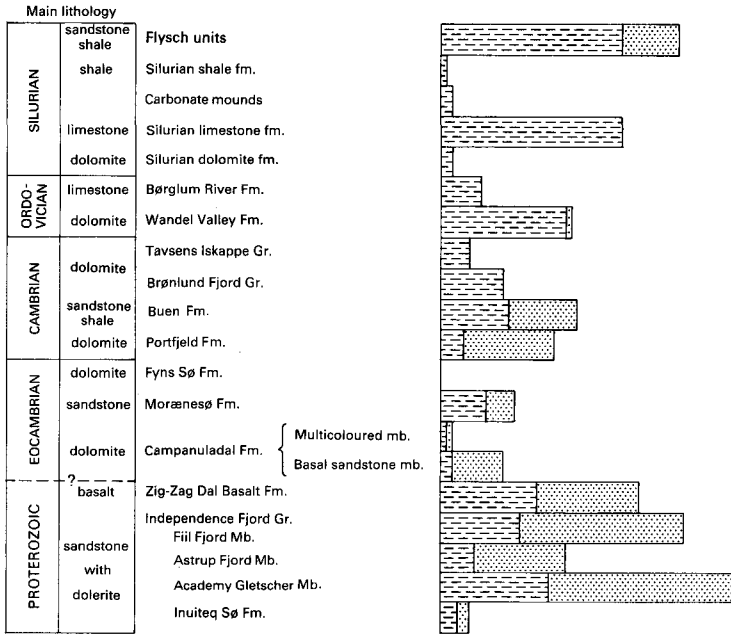 Main lithology
SILURIAN
sandstone
shale
Flysch units
shale
Silurian shale fm.
Carbonate mounds
limestone
Silurian limestone fm.
dolomite
Silurian dolomite fm.
ORDO-
VICIAN
limestone
Børglum River Fm.
dolomite
Wandel Valley Fm.
CAMBRIAN
dolomite
Tavsens Iskappe Gr.
Brønlund Fjord Gr.
sandstone
shale
Buen Fm.
dolomite
Portfjeld Fm.
EOCAMBRIAN
dolomite
Fyns Sø Fm.
sandstone
Morænesø Fm.
dolomite
Campanuladal Fm.
Multicoloured mb.
Basal sandstone mb.
?
PROTEROZOIC
basalt
Zig-Zag Dal Basalt Fm.
Independence Fjord Gr.
sandstone
with
dolerite
Fiil Fjord Mb.
Astrup Fjord Mb.
Academy Gletscher Mb.
Inuiteq Sø Fm.